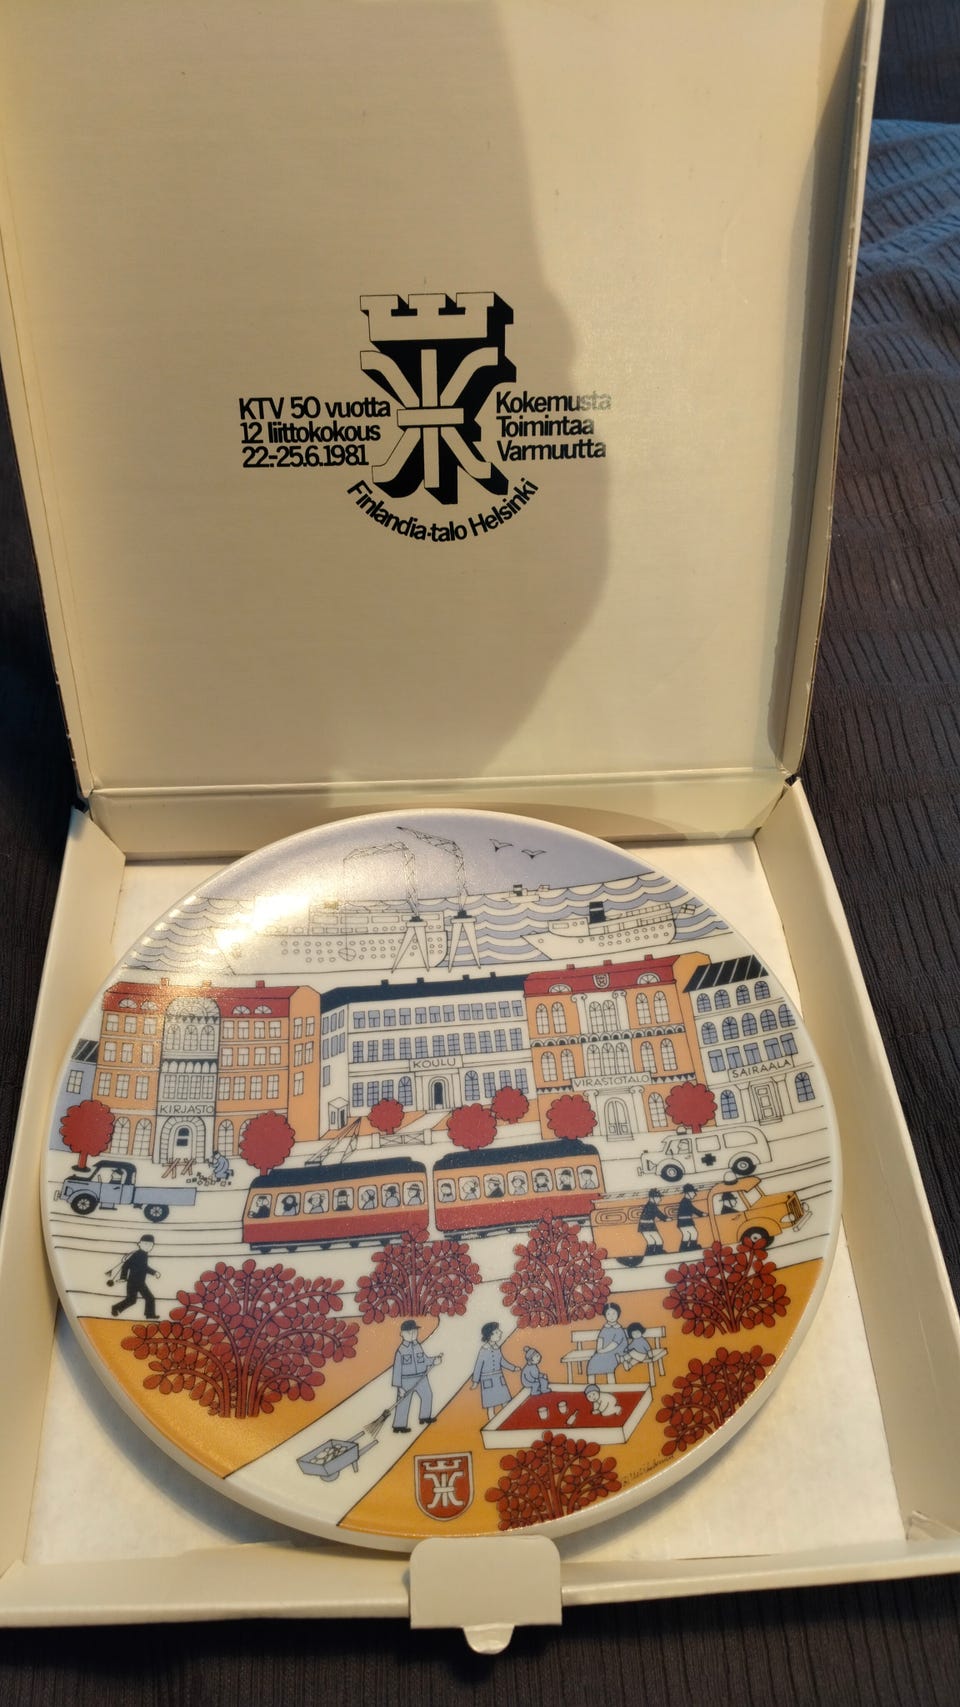 KTV 50 vuotta
12 liittokokous
22.-25.6.1981
Kokemusta
Toimintaa
Varmuutta
Finlandia-talo Helsinki
KIRJASTO
KOULU
VIRASTOTALO
SAIRAALA